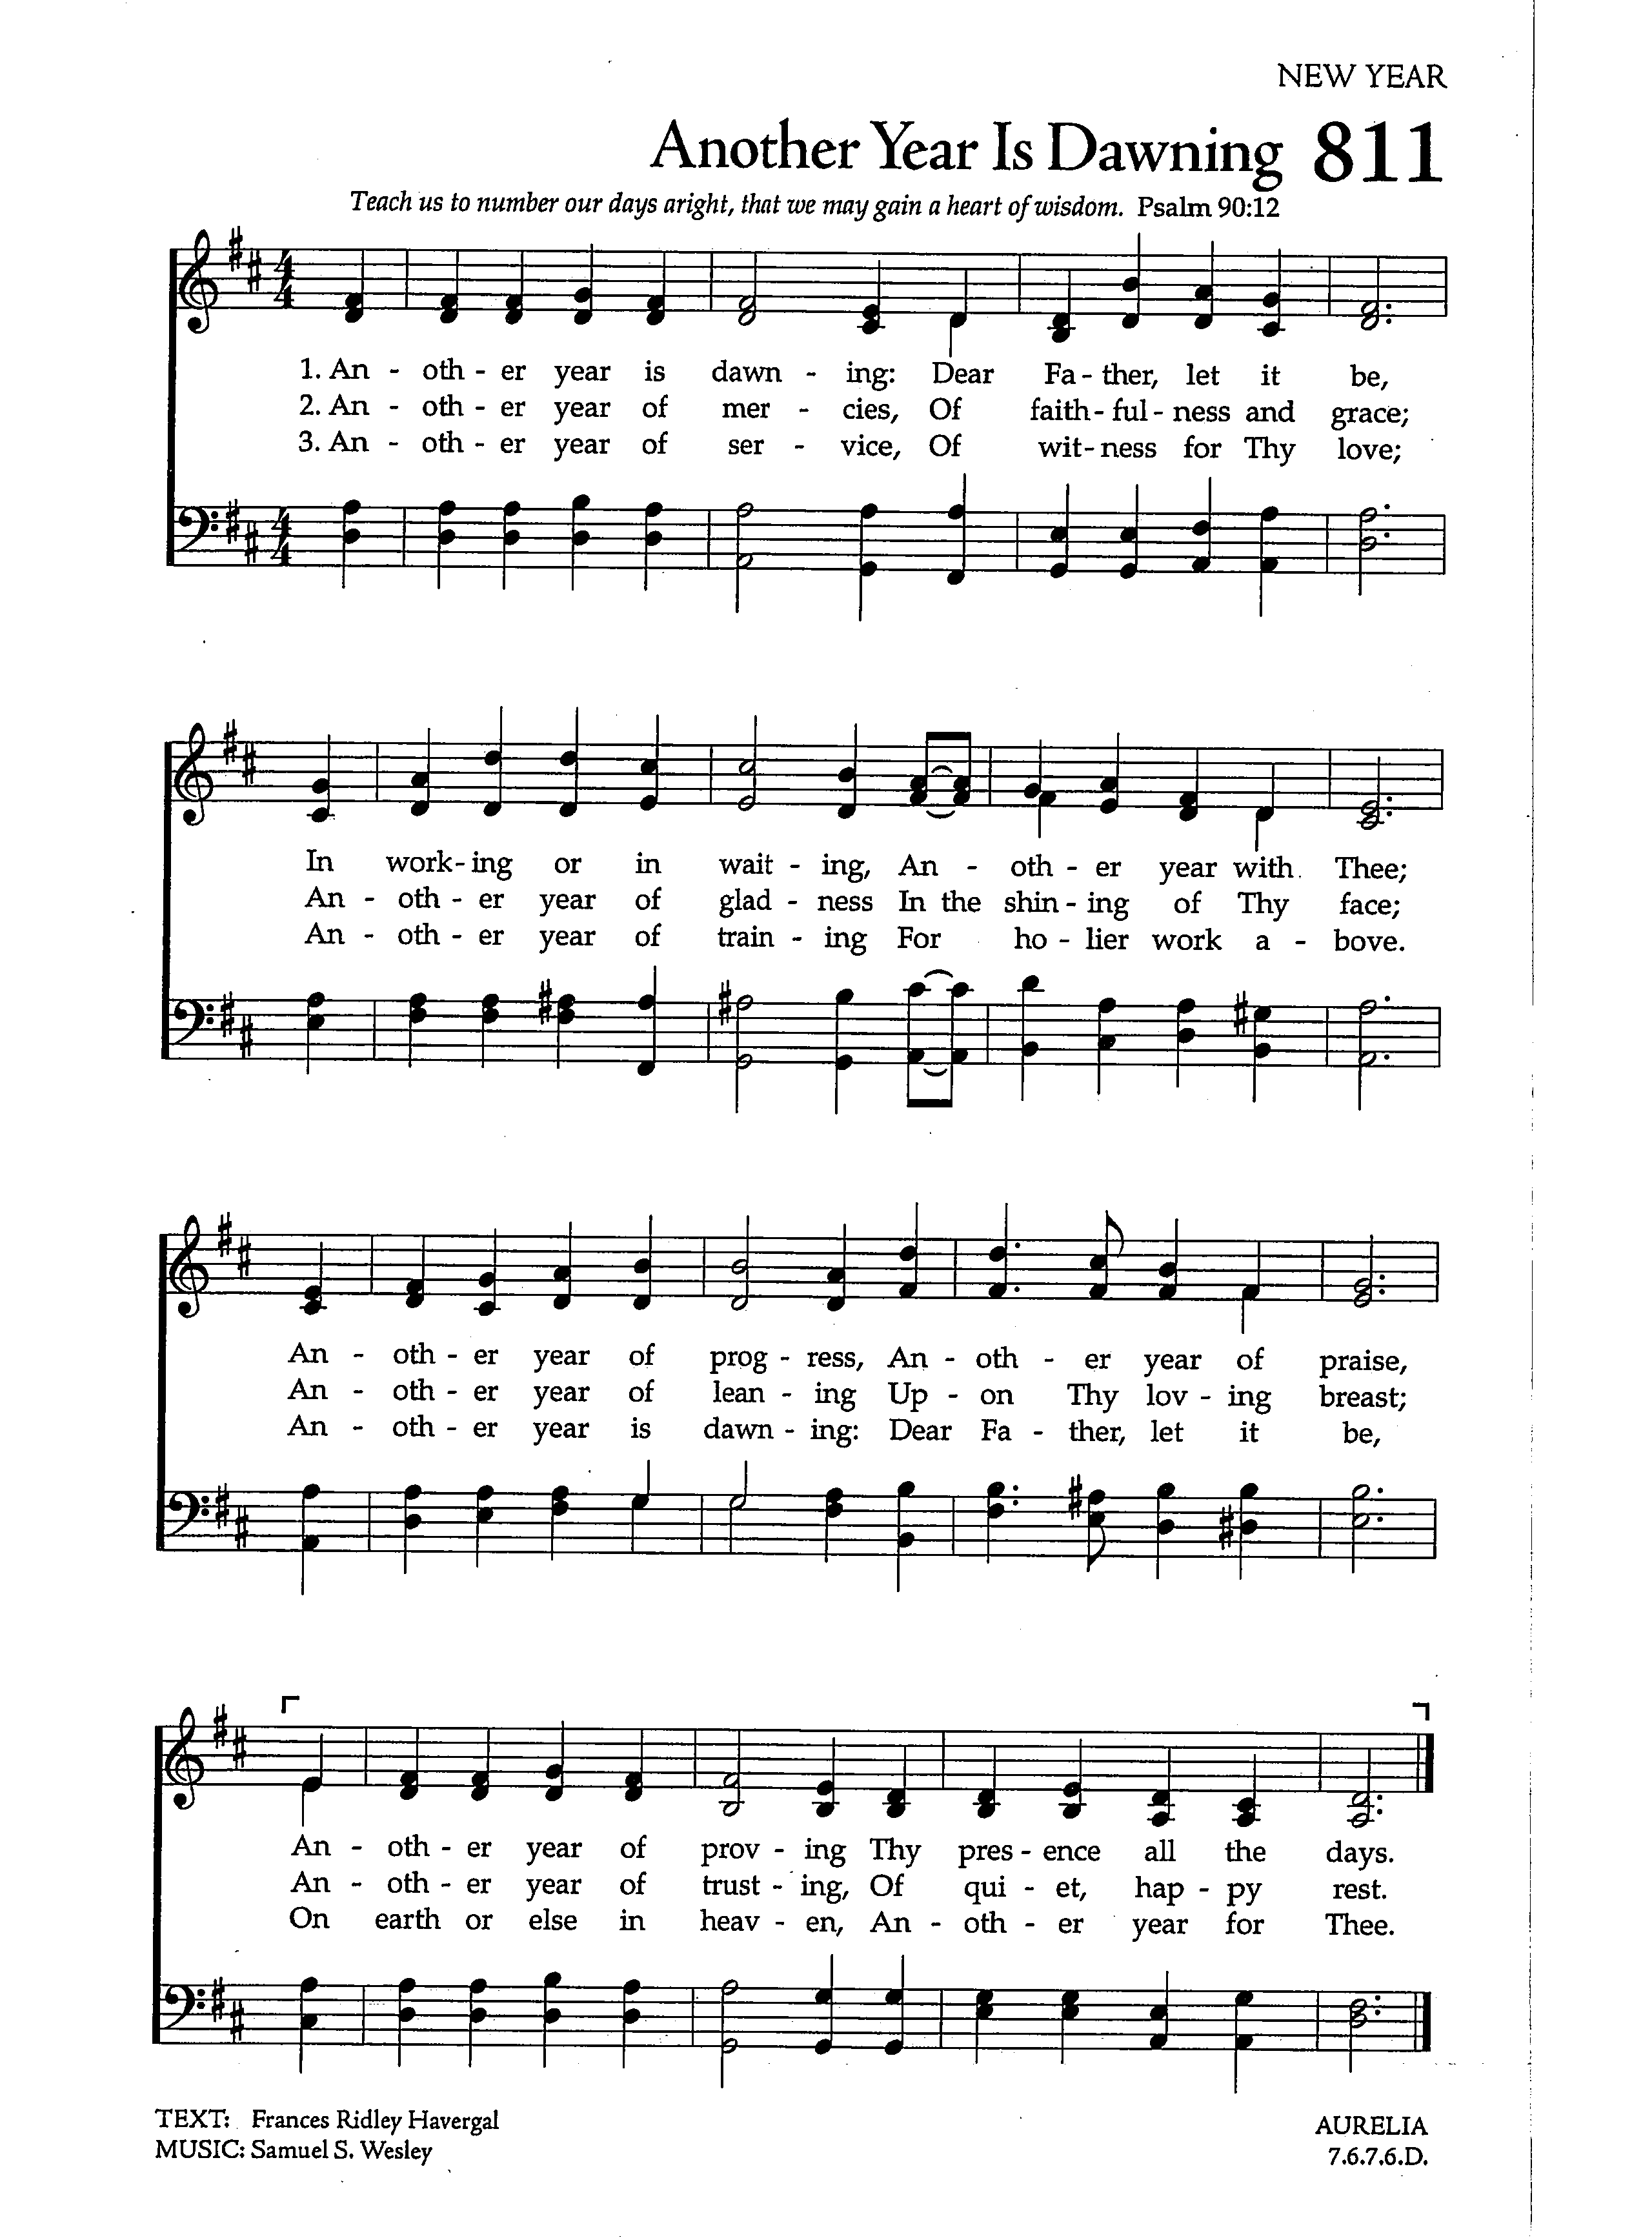 NEW YEAR
Another Year Is Dawning 811
Teach us to number our days aright, that we may gain a heart of wisdom. Psalm 90:12
4 4
1. An - oth - er year is dawn - ing: Dear Fa - ther, let it be,
2. An - oth - er year of mer - cies, Of faith - ful - ness and grace;
3. An - oth - er year of ser - vice, Of wit - ness for Thy love;
4 4
In work - ing or in wait - ing, An - oth - er year with Thee;
An - oth - er year of glad - ness In the shin - ing of Thy face;
An - oth - er year of train - ing For ho - lier work a - bove.
An - oth - er year of prog - ress, An - oth - er year of praise,
An - oth - er year of lean - ing Up - on Thy lov - ing breast;
An - oth - er year is dawn - ing: Dear Fa - ther, let it be,
An - oth - er year of prov - ing Thy pres - ence all the days.
An - oth - er year of trust - ing, Of qui - et, hap - py rest.
On earth or else in heav - en, An - oth - er year for Thee.
TEXT: Frances Ridley Havergal
MUSIC: Samuel S. Wesley
AURELIA
7.6.7.6.D.